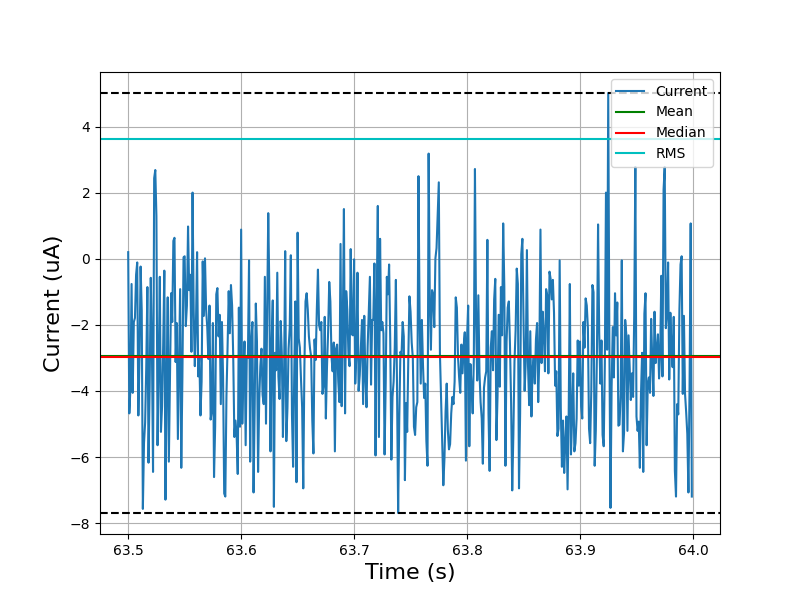 Current (uA)
4
2
0
−2
−4
−6
−8
63.5
63.6
63.7
63.8
63.9
64.0
Time (s)
Current
Mean
Median
RMS